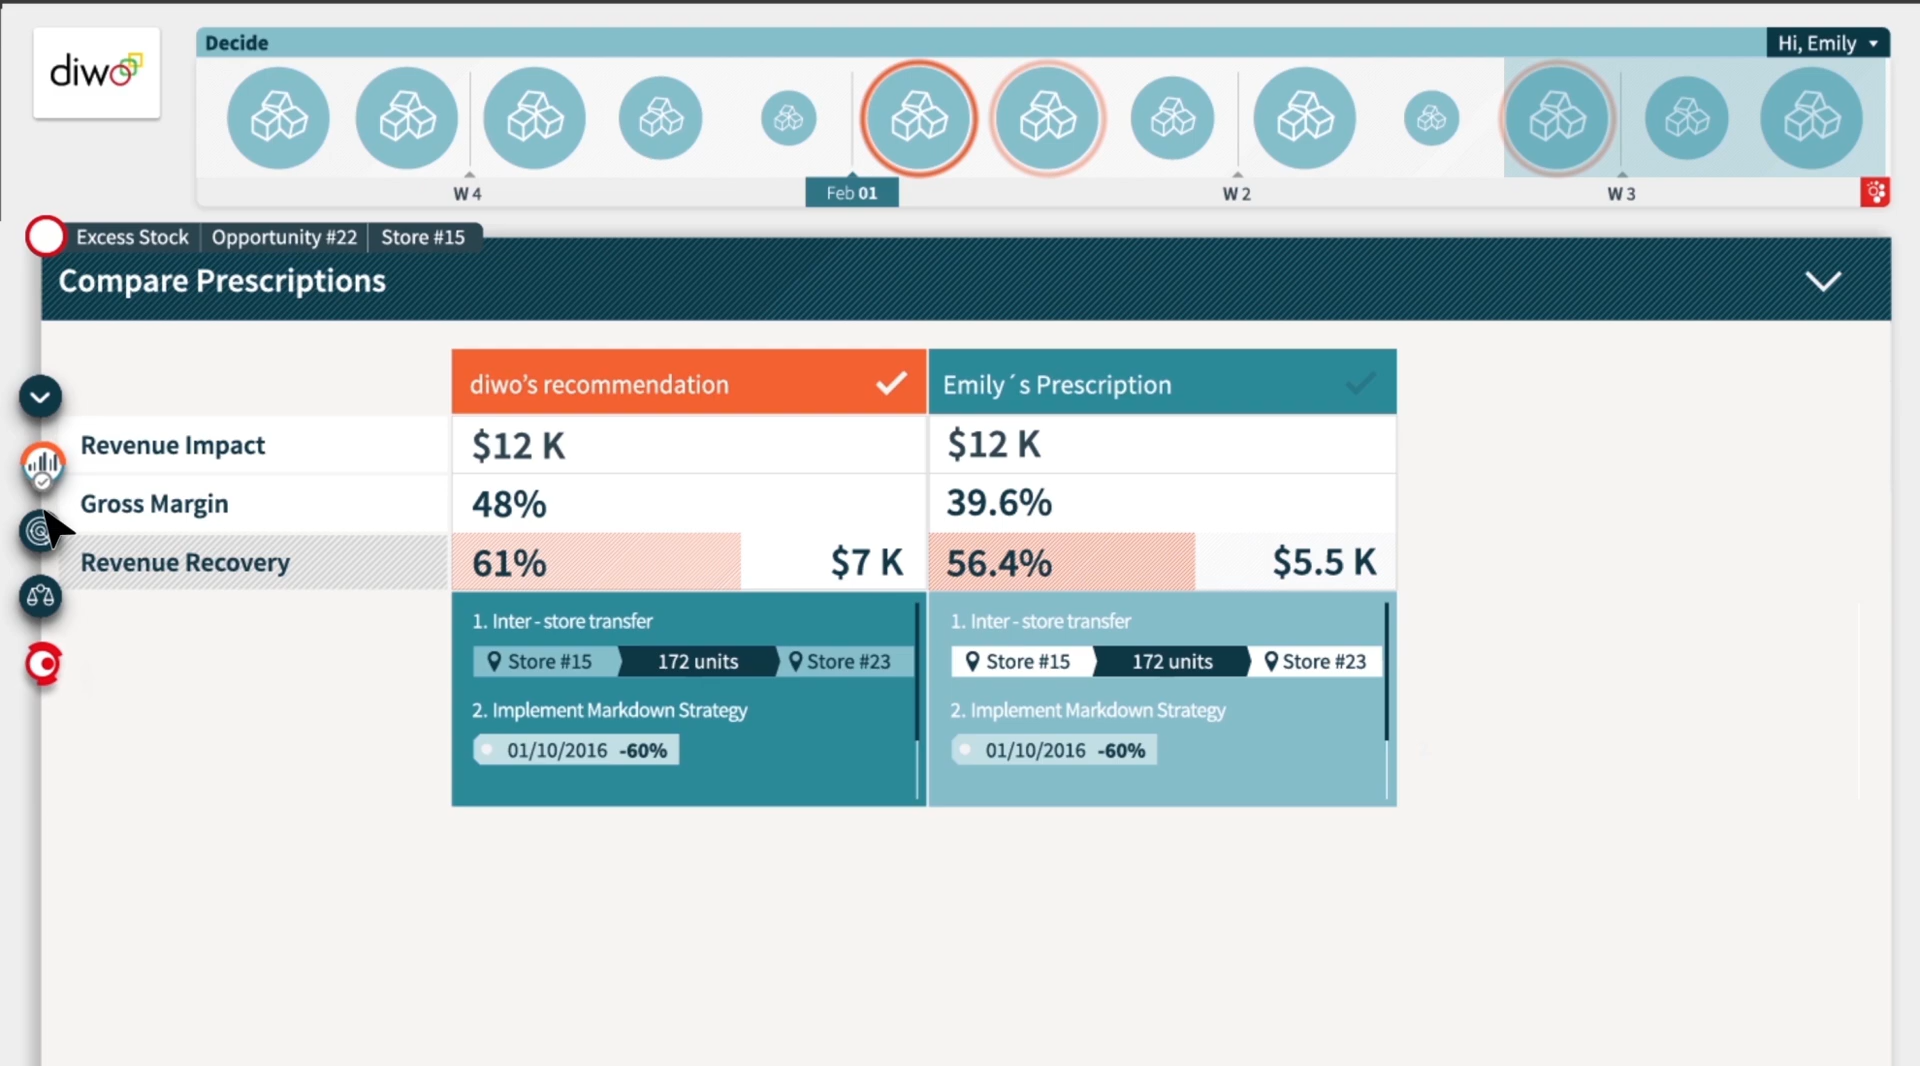 diwo
Decide
Hi, Emily
W 4
Feb 01
W 2
W 3
Excess Stock
Opportunity #22
Store #15
Compare Prescriptions
diwo’s recommendation
Emily´s Prescription
Revenue Impact
$12 K
$12 K
Gross Margin
48%
39.6%
Revenue Recovery
61%
$7 K
56.4%
$5.5 K
1. Inter - store transfer
Store #15
172 units
Store #23
2. Implement Markdown Strategy
01/10/2016 -60%
1. Inter - store transfer
Store #15
172 units
Store #23
2. Implement Markdown Strategy
01/10/2016 -60%